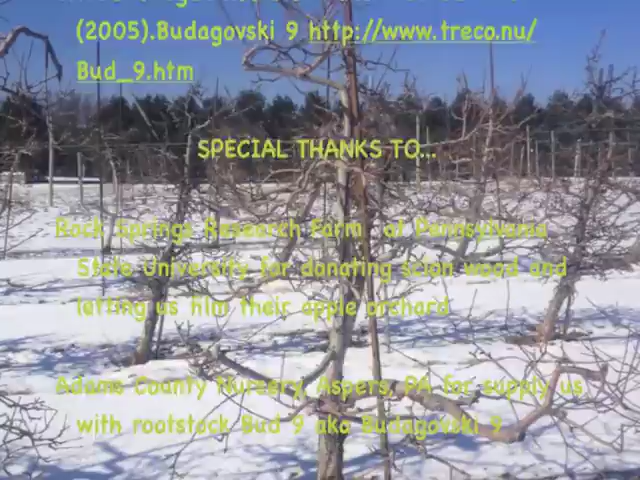 (2005).Budagovski 9 http://www.treco.nu/
Bud_9.htm
SPECIAL THANKS TO...
Rock Springs Research Farm at Pennsylvania
State University for donating scion wood and
letting us film their apple orchard
Adams County Nursery, Aspers, PA for supply us
with rootstock Bud 9 aka Budagovski 9